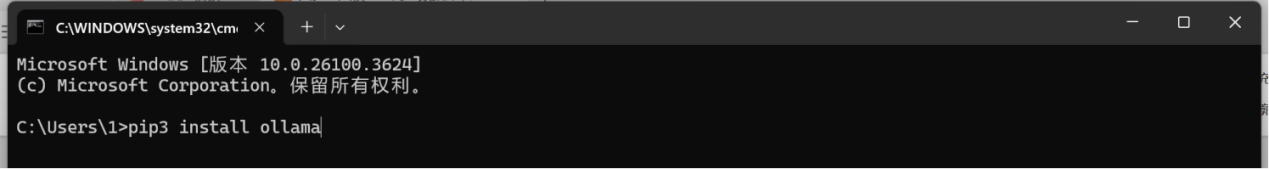 C:\WINDOWS\system32\cm
Microsoft Windows [版本 10.0.26100.3624]
(c) Microsoft Corporation。保留所有权利。
C:\Users\1>pip3 install ollama